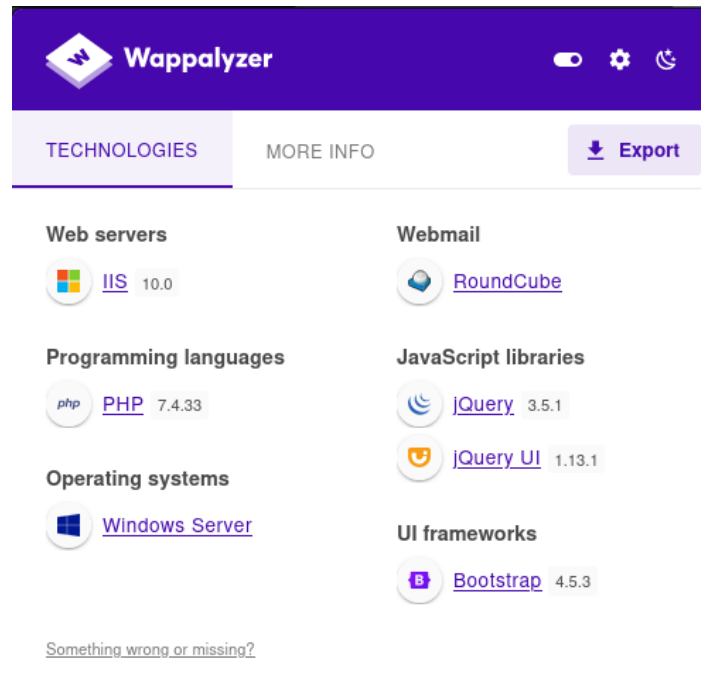 Wappalyzer
TECHNOLOGIES
MORE INFO
Export
Web servers
IIS 10.0
Programming languages
php PHP 7.4.33
Operating systems
Windows Server
Webmail
RoundCube
JavaScript libraries
jQuery 3.5.1
jQuery UI 1.13.1
UI frameworks
B Bootstrap 4.5.3
Something wrong or missing?